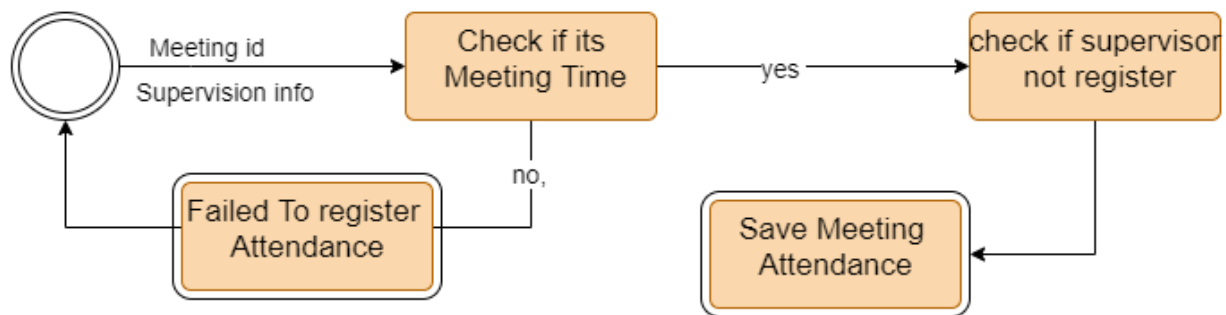 Meeting id
Supervision info
Check if its
Meeting Time
yes
check if supervisor
not register
no,
Failed To register
Attendance
Save Meeting
Attendance